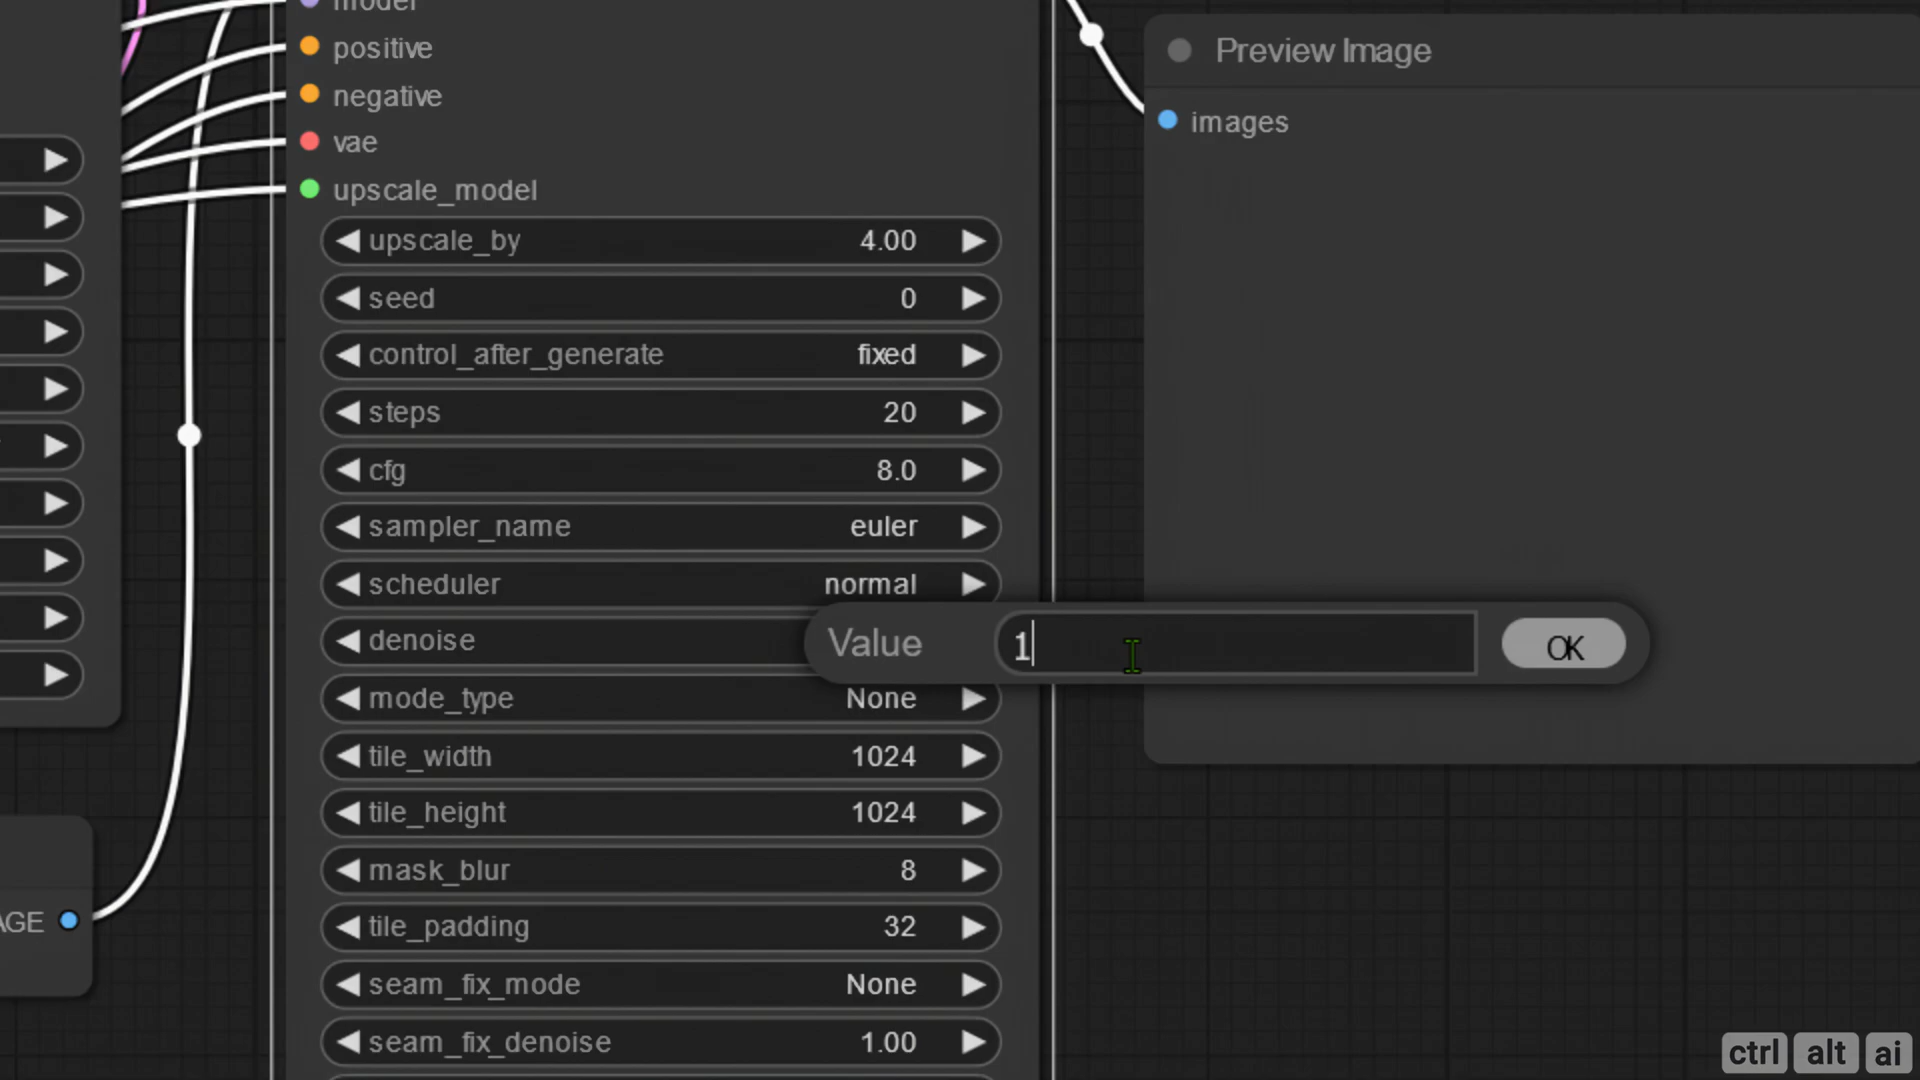 model
positive
negative
vae
upscale_model
upscale_by 4.00
seed 0
control_after_generate fixed
steps 20
cfg 8.0
sampler_name euler
scheduler normal
denoise
Value 1 OK
mode_type None
tile_width 1024
tile_height 1024
mask_blur 8
tile_padding 32
seam_fix_mode None
seam_fix_denoise 1.00
Preview Image
images
AGE
ctrl alt ai